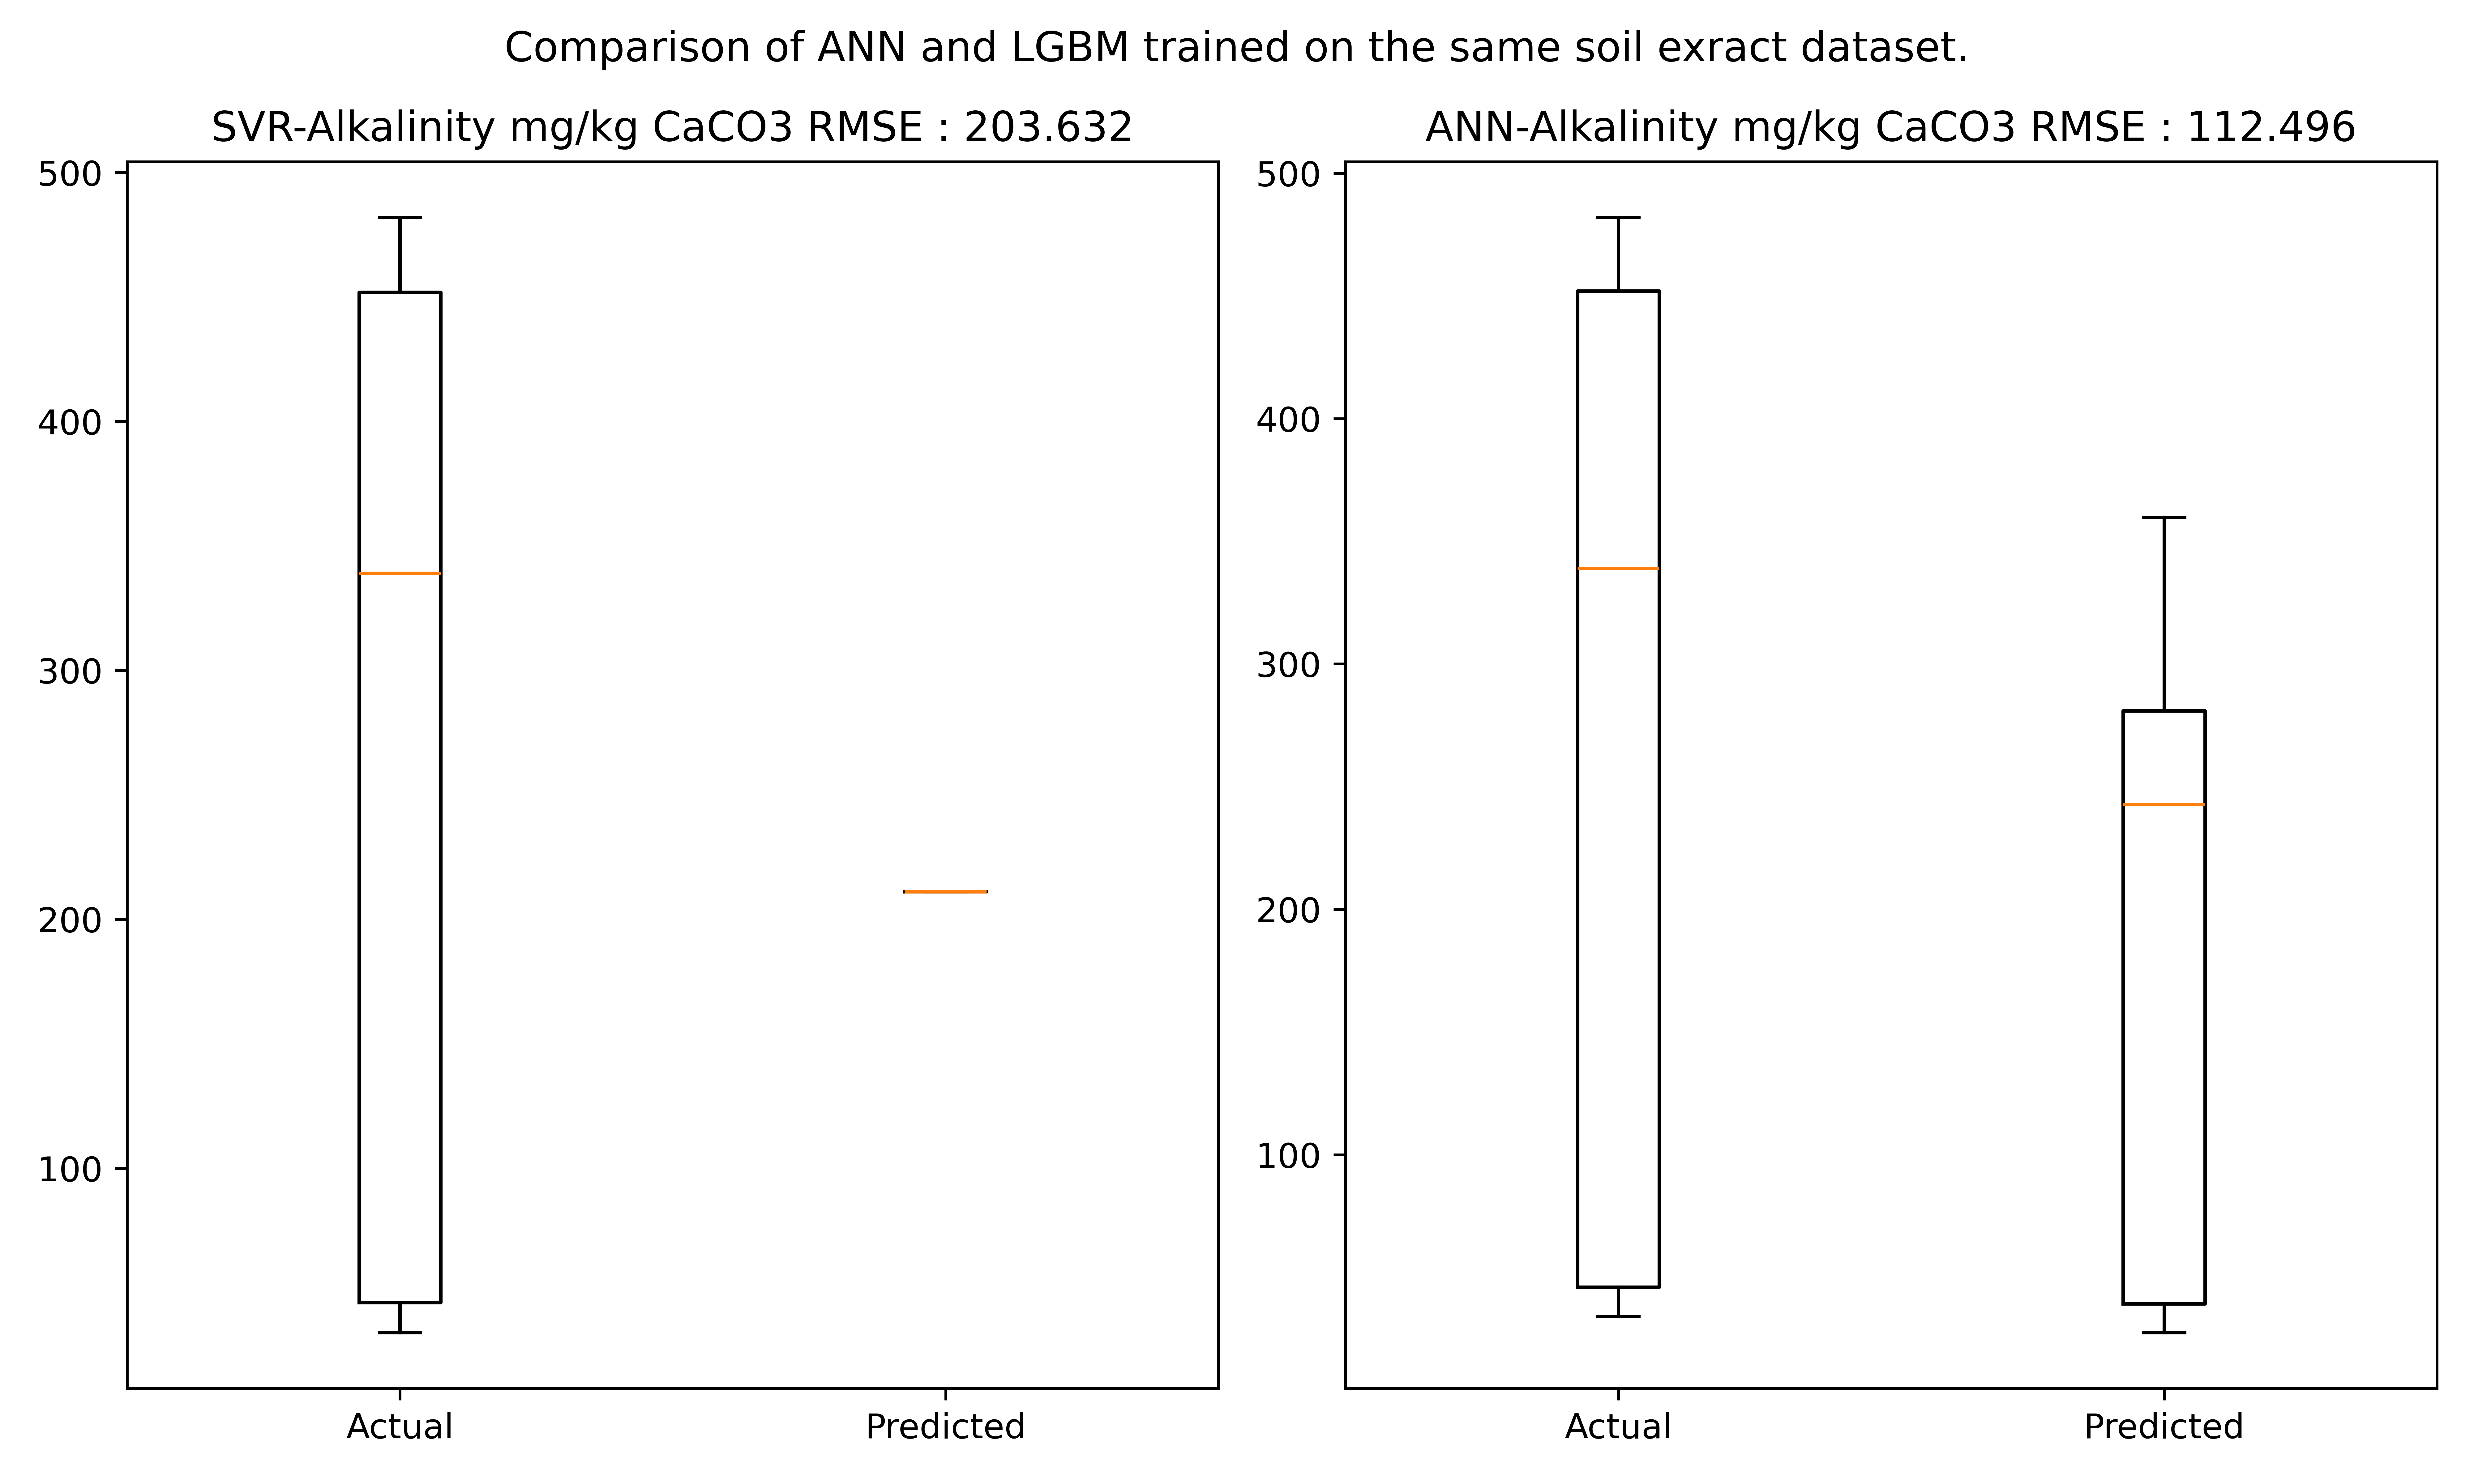 Comparison of ANN and LGBM trained on the same soil exract dataset.
SVR-Alkalinity mg/kg CaCO3 RMSE : 203.632
500
400
300
200
100
Actual
Predicted
ANN-Alkalinity mg/kg CaCO3 RMSE : 112.496
500
400
300
200
100
Actual
Predicted